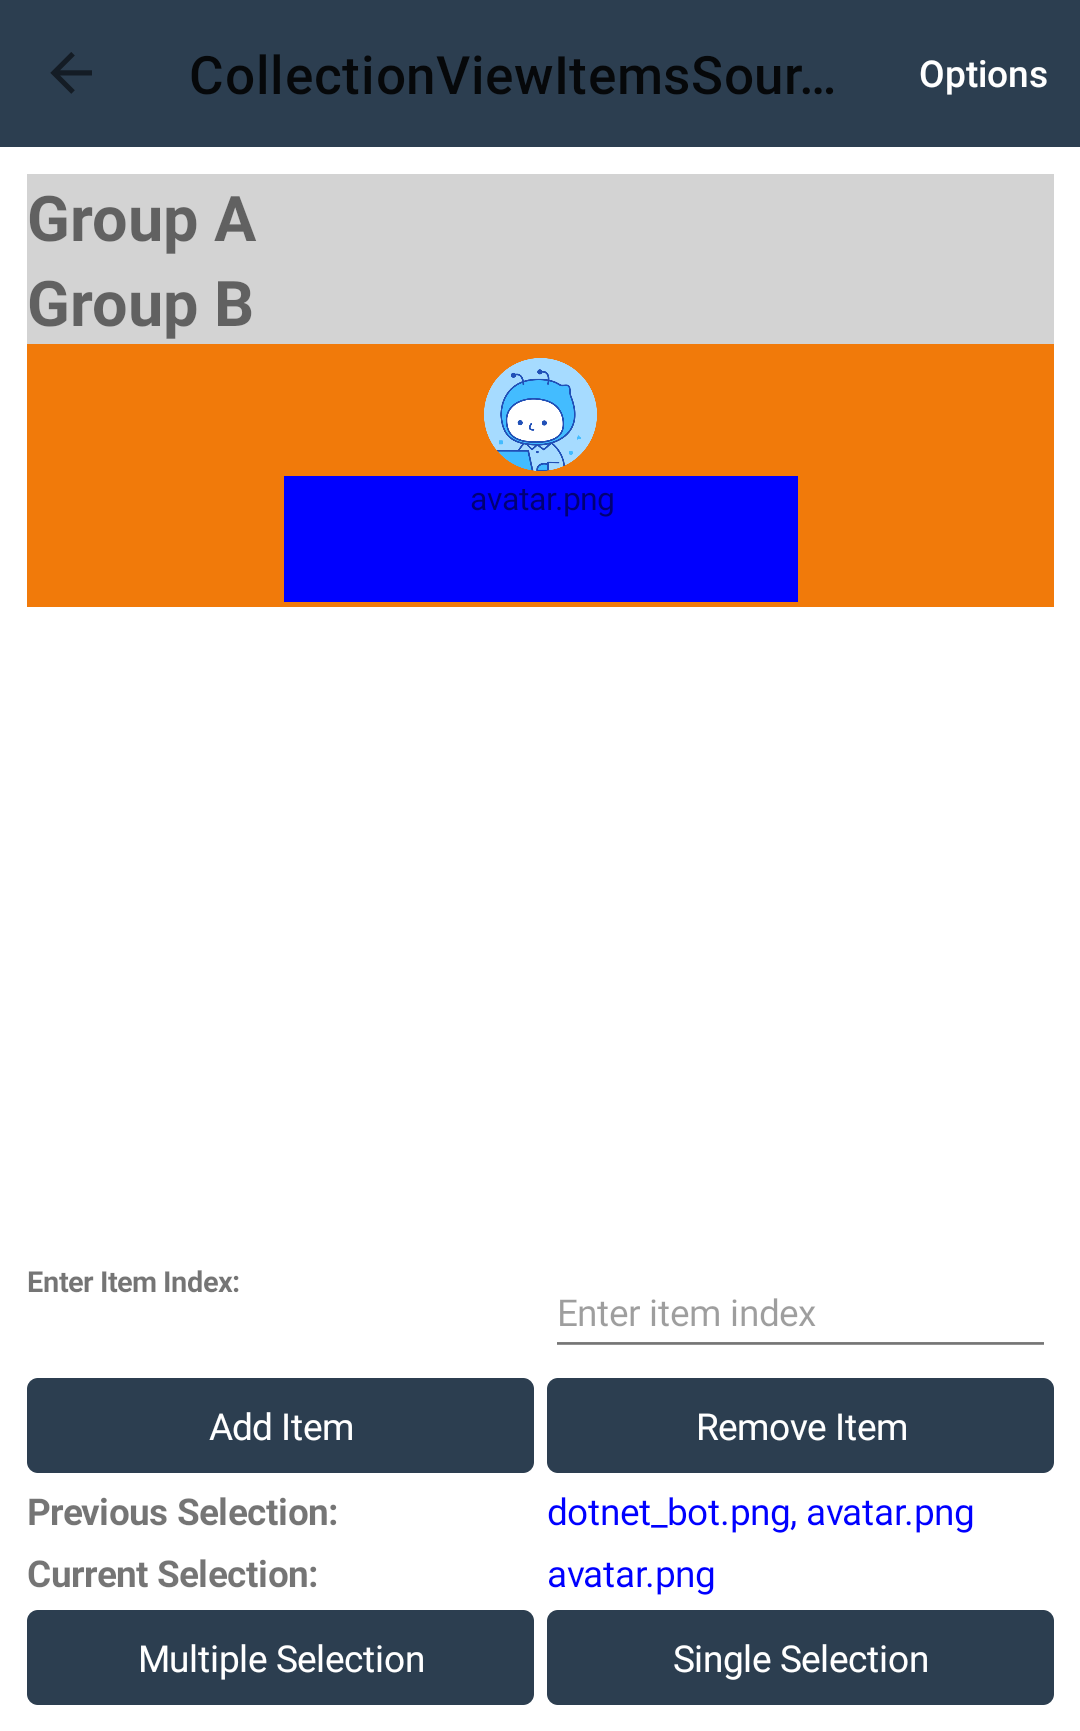 CollectionViewItemsSour...
Options
Group A
Group B
avatar.png
Enter Item Index:
Enter item index
Add Item
Remove Item
Previous Selection:
dotnet_bot.png, avatar.png
Current Selection:
avatar.png
Multiple Selection
Single Selection